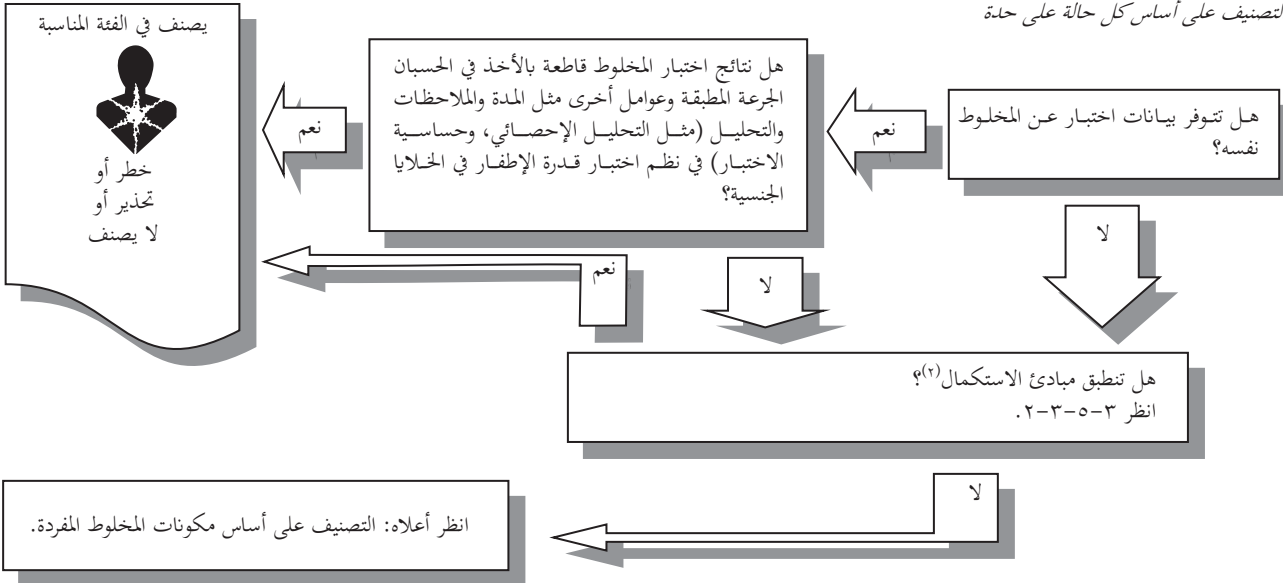 لتصنيف على أساس كل حالة على حدة
هل تتوفر بيانات اختبار عن المخلوط
نفسه؟
نعم
لا
هل نتائج اختبار المخلوط قاطعة بالأخذ في الحسبان
الجرعة المطبقة وعوامل أخرى مثل المدة والملاحظات
والتحليل (مثل التحليل الإحصائي، وحساسية
الاختبار) في نظم اختبار قدرة الإطفار في الخلايا
الجنسية؟
نعم
لا
يصنف في الفئة المناسبة
خطر أو
تحذير أو
لا يصنف
هل تنطبق مبادئ الاستكمال(٢)؟
انظر ٣-٥-٣-٢.
نعم
لا
انظر أعلاه: التصنيف على أساس مكونات المخلوط المفردة.